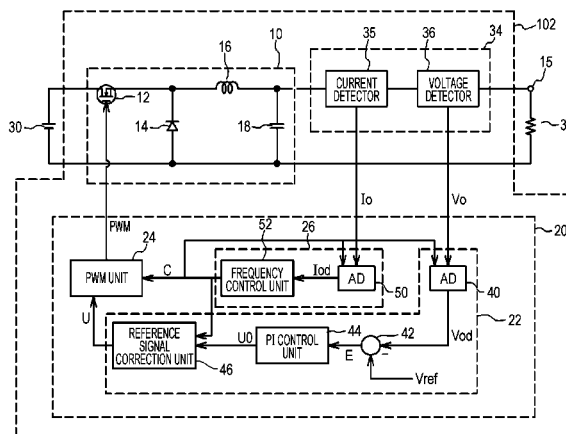 102
10
35
36
34
16
15
CURRENT
DETECTOR
VOLTAGE
DETECTOR
12
30
14
18
3
Io
Vo
PWM
52
26
20
24
PWM UNIT
C
FREQUENCY
CONTROL UNIT
Iod
AD
50
AD
40
U
22
REFERENCE
SIGNAL
CORRECTION UNIT
46
U0
PI CONTROL
UNIT
44
E
42
−
Vod
Vref